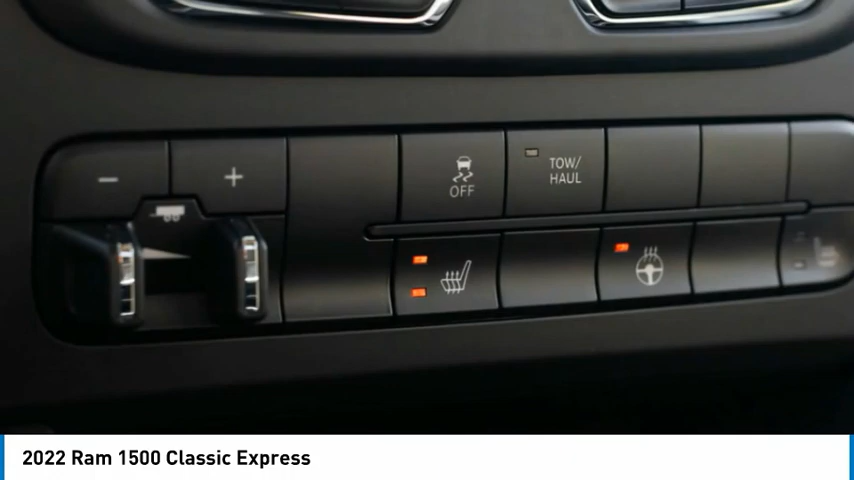 − +
OFF
TOW/
HAUL
2022 Ram 1500 Classic Express